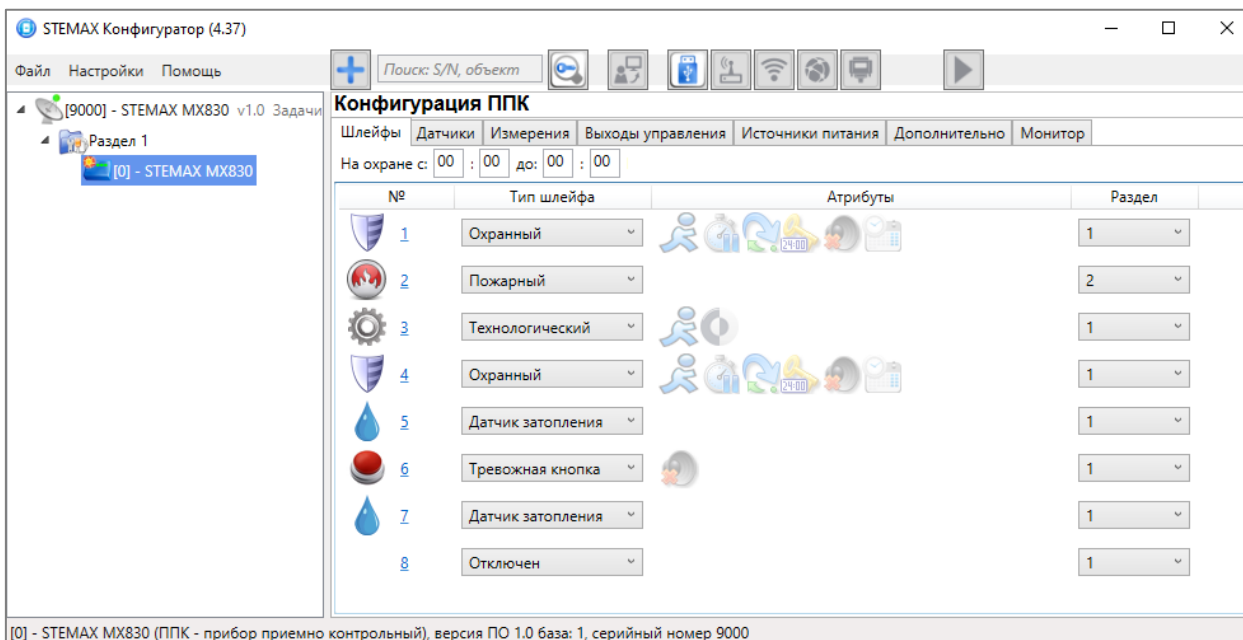 STEMAX Конфигуратор (4.37)
Файл Настройки Помощь
Поиск: S/N, объект
[9000] - STEMAX MX830 v1.0 Задачи
Раздел 1
[0] - STEMAX MX830
Конфигурация ППК
Шлейфы Датчики Измерения Выходы управления Источники питания Дополнительно Монитор
На охране с: 00 : 00 до: 00 : 00
№ Тип шлейфа Атрибуты Раздел
1 Охранный 24:00 1
2 Пожарный 2
3 Технологический 1
4 Охранный 24:00 1
5 Датчик затопления 1
6 Тревожная кнопка 1
7 Датчик затопления 1
8 Отключен 1
[0] - STEMAX MX830 (ППК - прибор приемно контрольный), версия ПО 1.0 база: 1, серийный номер 9000